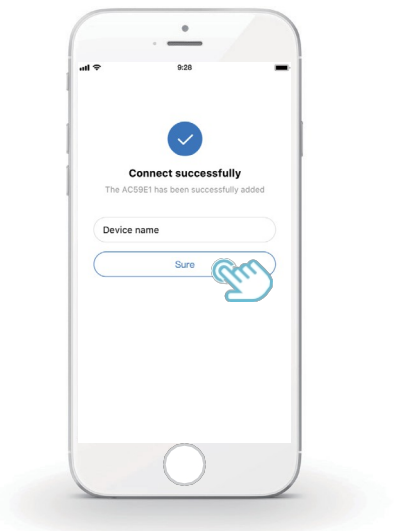 9:28
Connect successfully
The AC59E1 has been successfully added
Device name
Sure